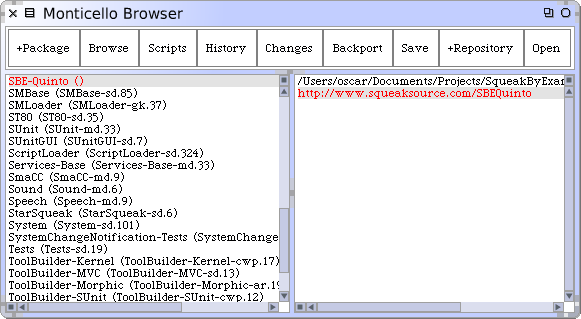 Monticello Browser
+Package Browse Scripts History Changes Backport Save +Repository Open
SBE-Quinto ()
SMBase (SMBase-sd.85)
SMLoader (SMLoader-gk.37)
ST80 (ST80-sd.35)
SUnit (SUnit-md.33)
SUnitGUI (SUnitGUI-sd.7)
ScriptLoader (ScriptLoader-sd.324)
Services-Base (Services-Base-md.33)
SmaCC (SmaCC-md.9)
Sound (Sound-md.6)
Speech (Speech-md.9)
StarSqueak (StarSqueak-sd.6)
System (System-sd.101)
SystemChangeNotification-Tests (SystemChange
Tests (Tests-sd.19)
ToolBuilder-Kernel (ToolBuilder-Kernel-cwp.17)
ToolBuilder-MVC (ToolBuilder-MVC-sd.13)
ToolBuilder-Morphic (ToolBuilder-Morphic-ar.19
ToolBuilder-SUnit (ToolBuilder-SUnit-cwp.12)
/Users/oscar/Documents/Projects/SqueakByExam
http://www.squeaksource.com/SBEQuinto